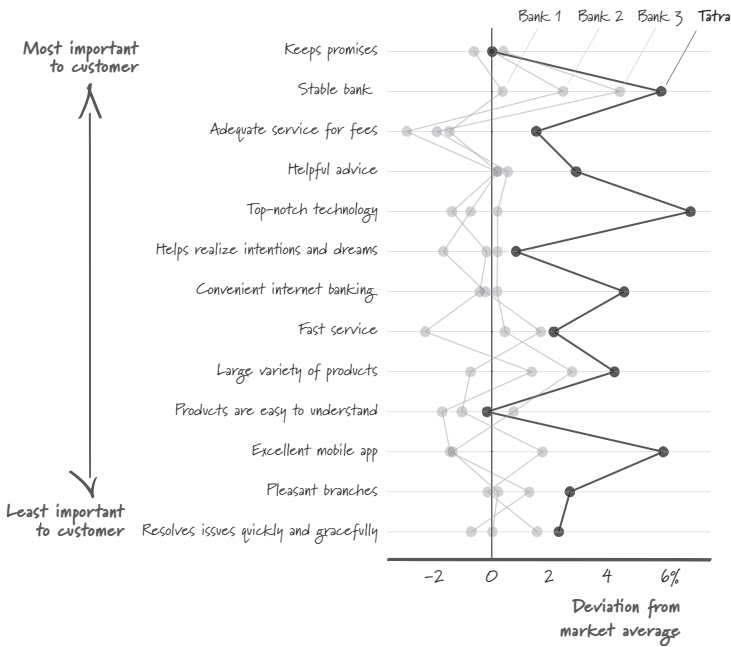 Bank 1 Bank 2 Bank 3 Tatra
Most important
to customer
Keeps promises
Stable bank
Adequate service for fees
Helpful advice
Top-notch technology
Helps realize intentions and dreams
Convenient internet banking
Fast service
Large variety of products
Products are easy to understand
Excellent mobile app
Pleasant branches
Resolves issues quickly and gracefully
Least important
to customer
-2 0 2 4 6%
Deviation from
market average